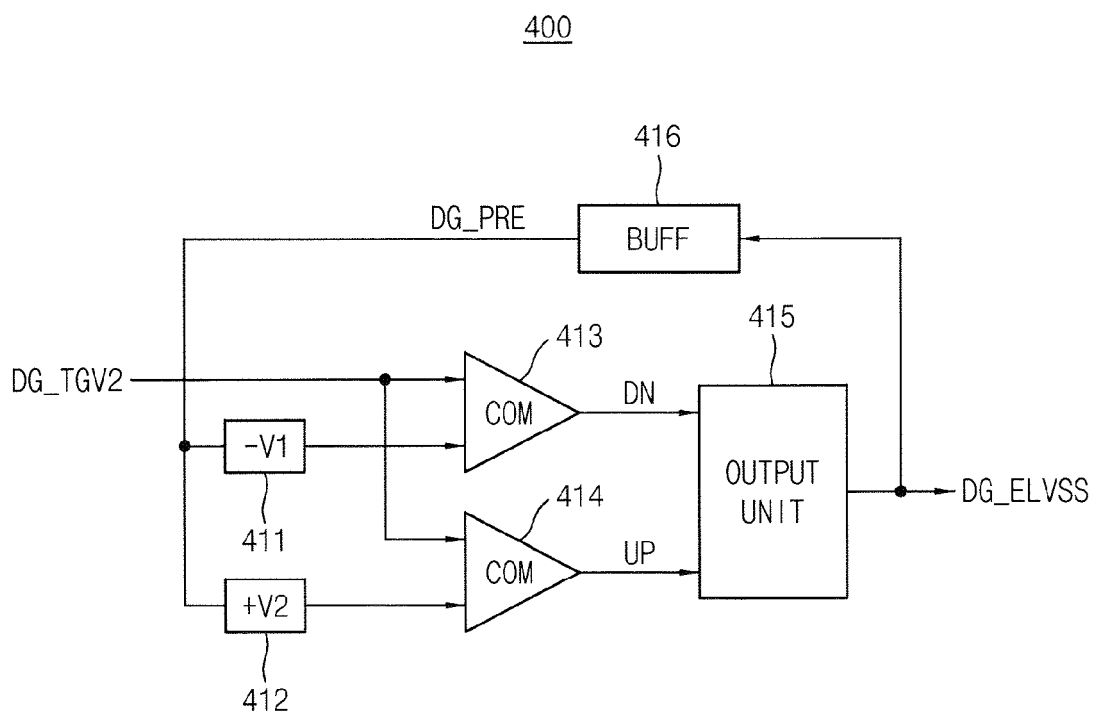 400
416
DG_PRE
BUFF
415
413
DG_TGV2
COM
DN
-V1
OUTPUT
UNIT
DG_ELVSS
411
414
COM
UP
+V2
412